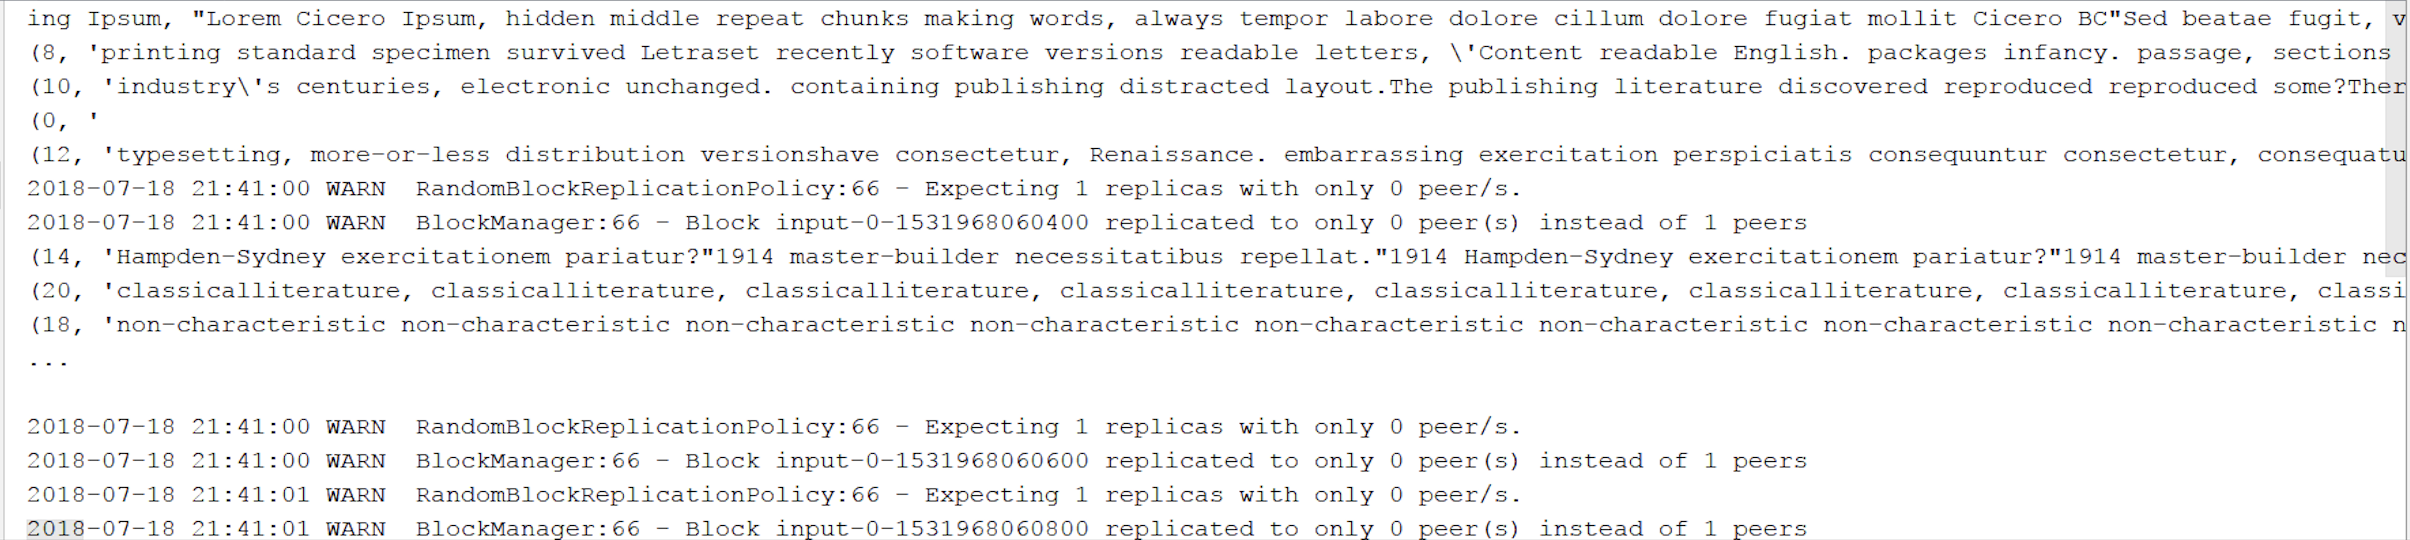 ing Ipsum, "Lorem Cicero Ipsum, hidden middle repeat chunks making words, always tempor labore dolore cillum dolore fugiat mollit Cicero BC"Sed beatae fugit, v
(8, 'printing standard specimen survived Letraset recently software versions readable letters, \'Content readable English. packages infancy. passage, sections
(10, 'industry\'s centuries, electronic unchanged. containing publishing distracted layout.The publishing literature discovered reproduced reproduced some?Ther
(0, '
(12, 'typesetting, more-or-less distribution versionshave consectetur, Renaissance. embarrassing exercitation perspiciatis consequuntur consectetur, consequatu
2018-07-18 21:41:00 WARN  RandomBlockReplicationPolicy:66 - Expecting 1 replicas with only 0 peer/s.
2018-07-18 21:41:00 WARN  BlockManager:66 - Block input-0-1531968060400 replicated to only 0 peer(s) instead of 1 peers
(14, 'Hampden-Sydney exercitationem pariatur?"1914 master-builder necessitatibus repellat."1914 Hampden-Sydney exercitationem pariatur?"1914 master-builder nec
(20, 'classicalliterature, classicalliterature, classicalliterature, classicalliterature, classicalliterature, classicalliterature, classicalliterature, classi
(18, 'non-characteristic non-characteristic non-characteristic non-characteristic non-characteristic non-characteristic non-characteristic non-characteristic n
...
2018-07-18 21:41:00 WARN  RandomBlockReplicationPolicy:66 - Expecting 1 replicas with only 0 peer/s.
2018-07-18 21:41:00 WARN  BlockManager:66 - Block input-0-1531968060600 replicated to only 0 peer(s) instead of 1 peers
2018-07-18 21:41:01 WARN  RandomBlockReplicationPolicy:66 - Expecting 1 replicas with only 0 peer/s.
2018-07-18 21:41:01 WARN  BlockManager:66 - Block input-0-1531968060800 replicated to only 0 peer(s) instead of 1 peers